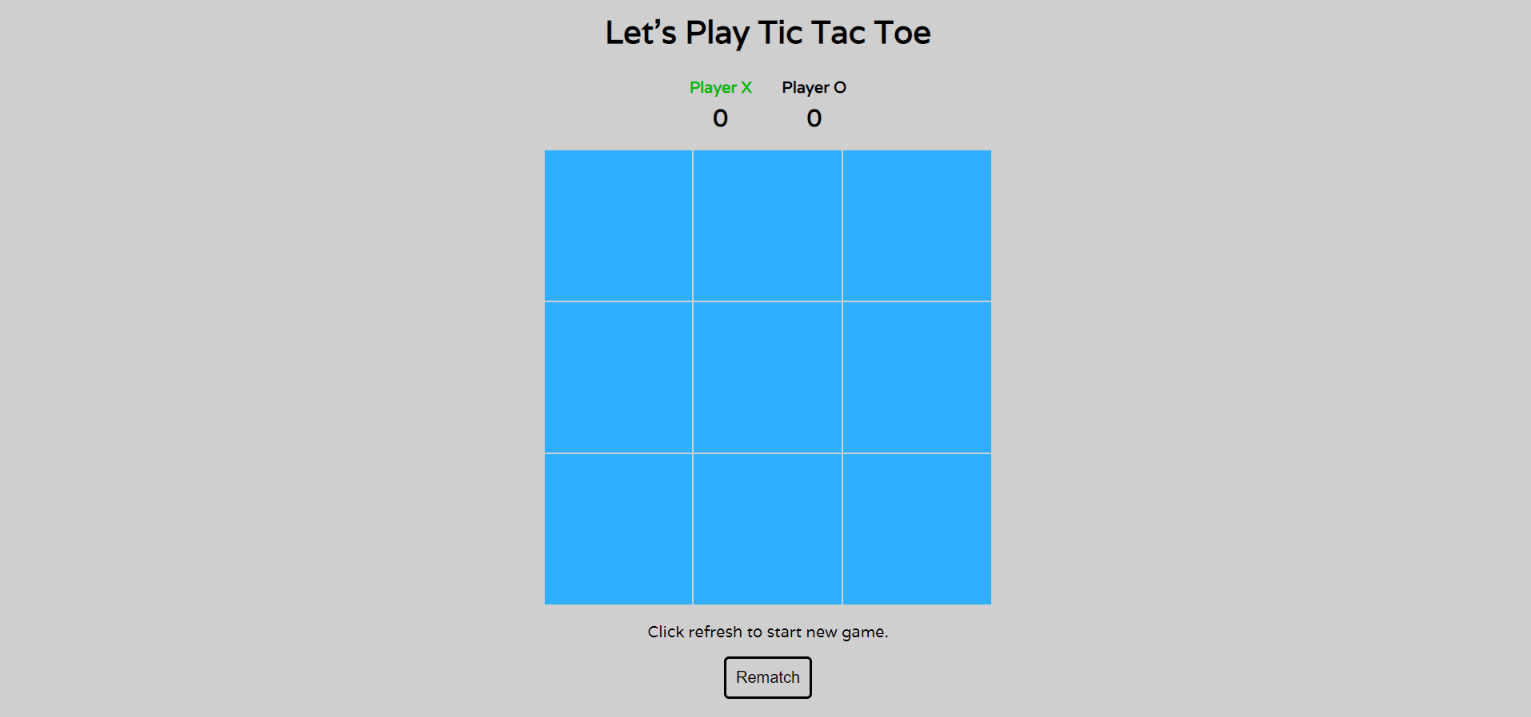 Let's Play Tic Tac Toe
Player X Player O
0 0
Click refresh to start new game.
Rematch